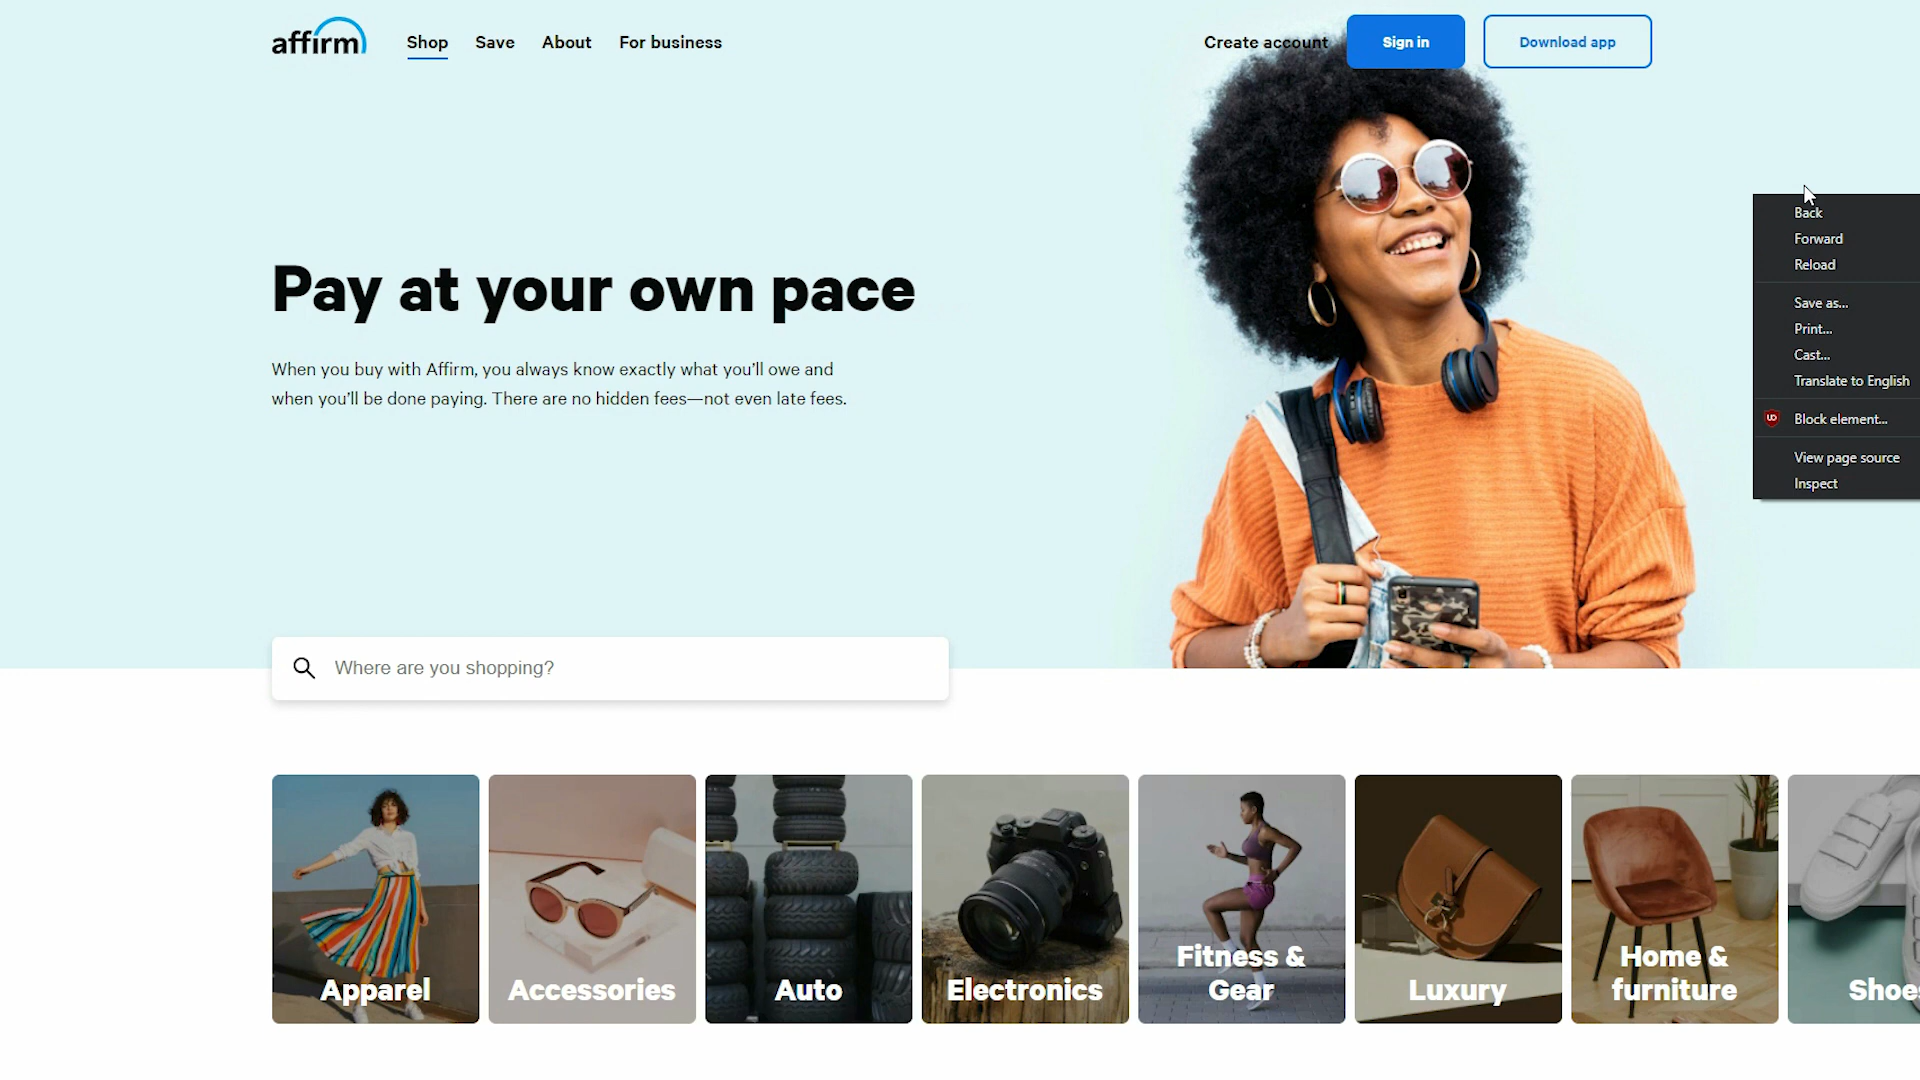 affirm
Shop
Save
About
For business
Create account
Sign in
Download app
Pay at your own pace
When you buy with Affirm, you always know exactly what you’ll owe and
when you’ll be done paying. There are no hidden fees—not even late fees.
Where are you shopping?
Back
Forward
Reload
Save as...
Print...
Cast...
Translate to English
Block element...
View page source
Inspect
Apparel
Accessories
Auto
Electronics
Fitness &
Gear
Luxury
Home &
furniture
Shoe